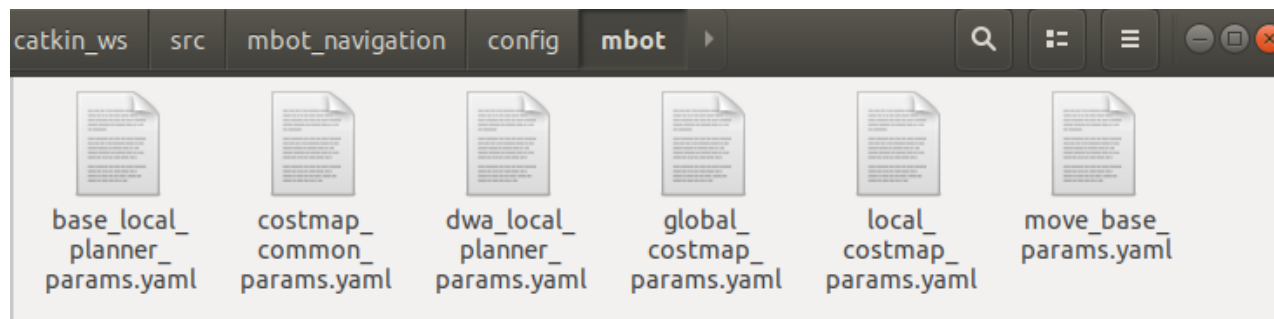 catkin_ws src mbot_navigation config mbot
base_local_ costmap_ dwa_local_ global_ local_ move_base_
planner_ common_ planner_ costmap_ costmap_ params.yaml
params.yaml params.yaml params.yaml params.yaml params.yaml